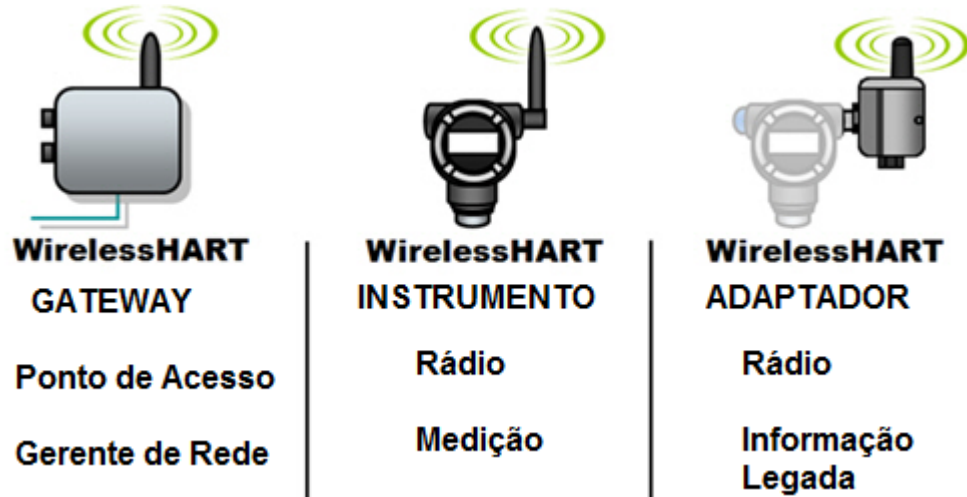 WirelessHART
GATEWAY
Ponto de Acesso
Gerente de Rede
WirelessHART
INSTRUMENTO
Rádio
Medição
WirelessHART
ADAPTADOR
Rádio
Informação
Legada